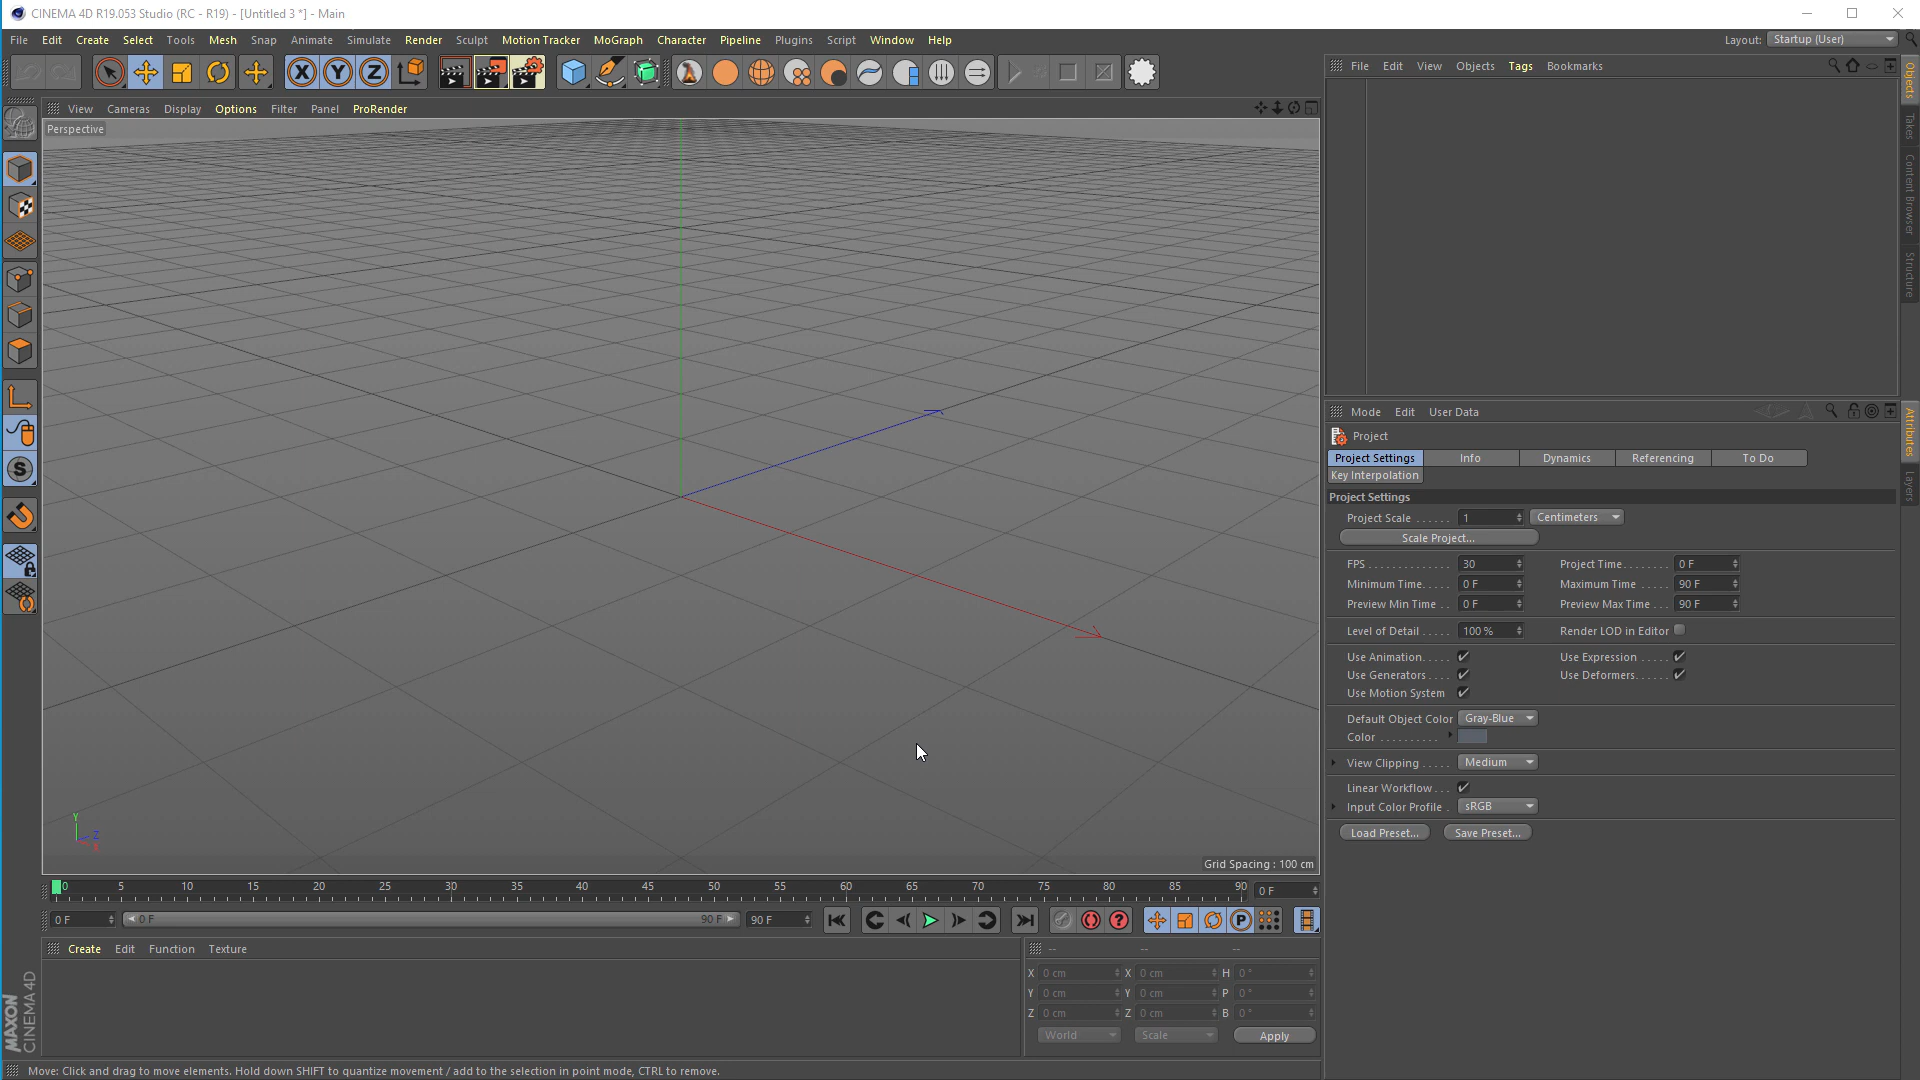 CINEMA 4D R19.053 Studio (RC - R19) - [Untitled 3 *] - Main
File Edit Create Select Tools Mesh Snap Animate Simulate Render Sculpt Motion Tracker MoGraph Character Pipeline Plugins Script Window Help
Layout: Startup (User)
X Y Z
File Edit View Objects Tags Bookmarks
Objects
Takes
Content Browser
Structure
View Cameras Display Options Filter Panel ProRender
Perspective
Y
Z
X
Grid Spacing : 100 cm
Mode Edit User Data
Attributes
Layers
Project
Project Settings Info Dynamics Referencing To Do
Key Interpolation
Project Settings
Project Scale . . . . . . 1 Centimeters
Scale Project...
FPS . . . . . . . . . . . . . . 30 Project Time . . . . . . . . 0 F
Minimum Time. . . . . 0 F Maximum Time . . . . . 90 F
Preview Min Time . . 0 F Preview Max Time . . . 90 F
Level of Detail . . . . . 100 % Render LOD in Editor
Use Animation. . . . . Use Expression . . . . .
Use Generators . . . . Use Deformers. . . . . .
Use Motion System
Default Object Color Gray-Blue
Color . . . . . . . . . .
View Clipping . . . . . Medium
Linear Workflow . . .
Input Color Profile . sRGB
Load Preset... Save Preset...
0 5 10 15 20 25 30 35 40 45 50 55 60 65 70 75 80 85 90 0 F
0 F 0 F 90 F 90 F
? P
S
Create Edit Function Texture
-- -- --
X 0 cm X 0 cm H 0 °
Y 0 cm Y 0 cm P 0 °
Z 0 cm Z 0 cm B 0 °
World Scale Apply
MAXON
CINEMA 4D
Move: Click and drag to move elements. Hold down SHIFT to quantize movement / add to the selection in point mode, CTRL to remove.